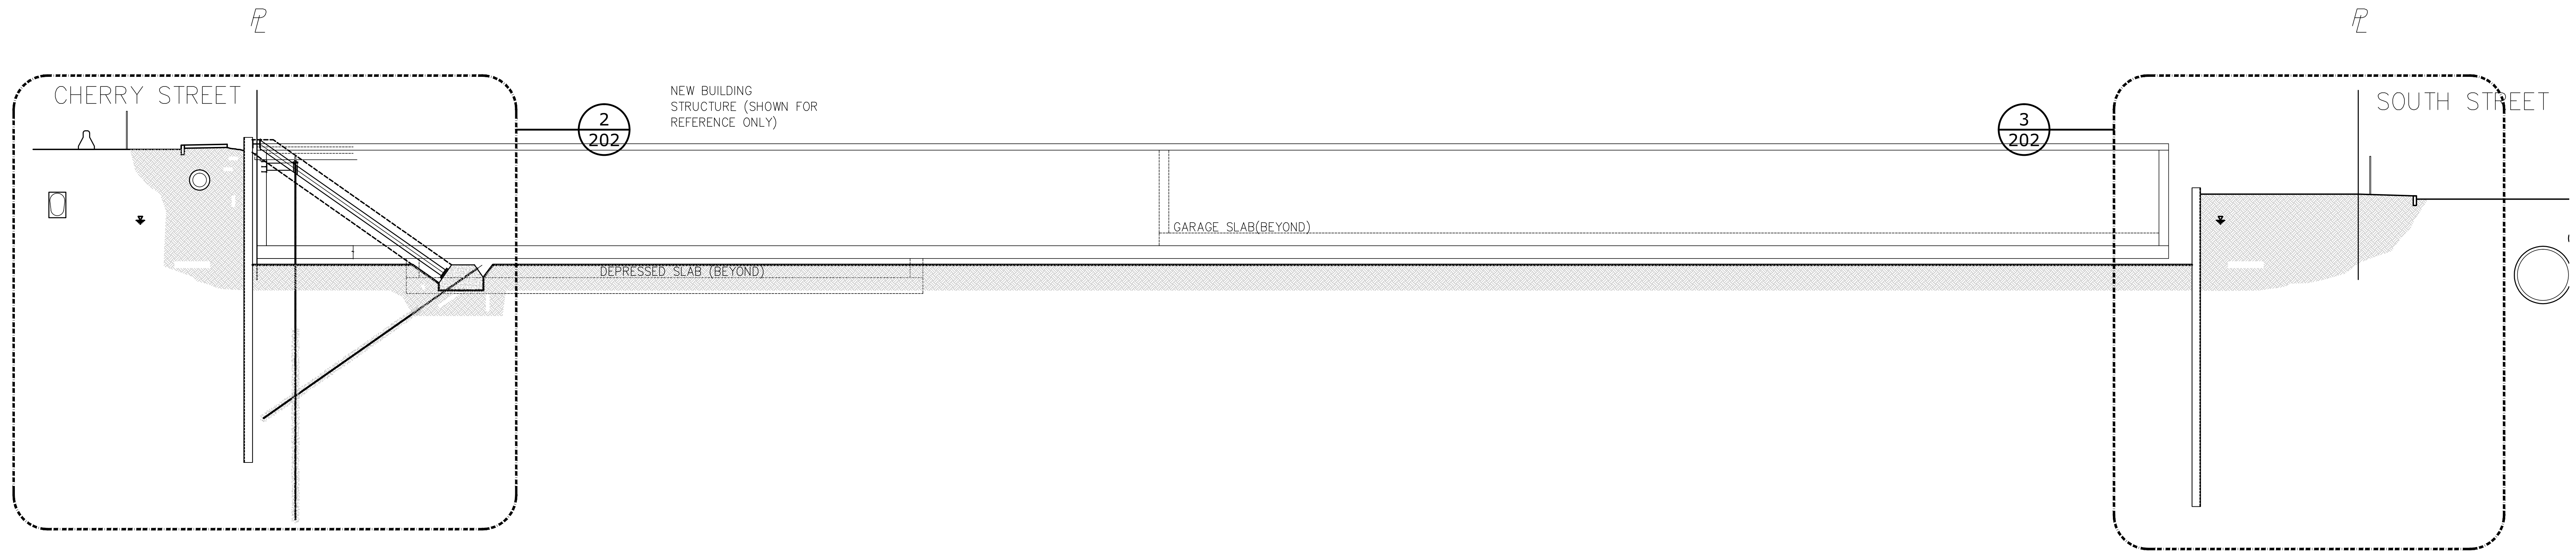 PL
PL
CHERRY STREET
NEW BUILDING
STRUCTURE (SHOWN FOR
REFERENCE ONLY)
2
202
3
202
SOUTH STREET
GARAGE SLAB(BEYOND)
DEPRESSED SLAB (BEYOND)